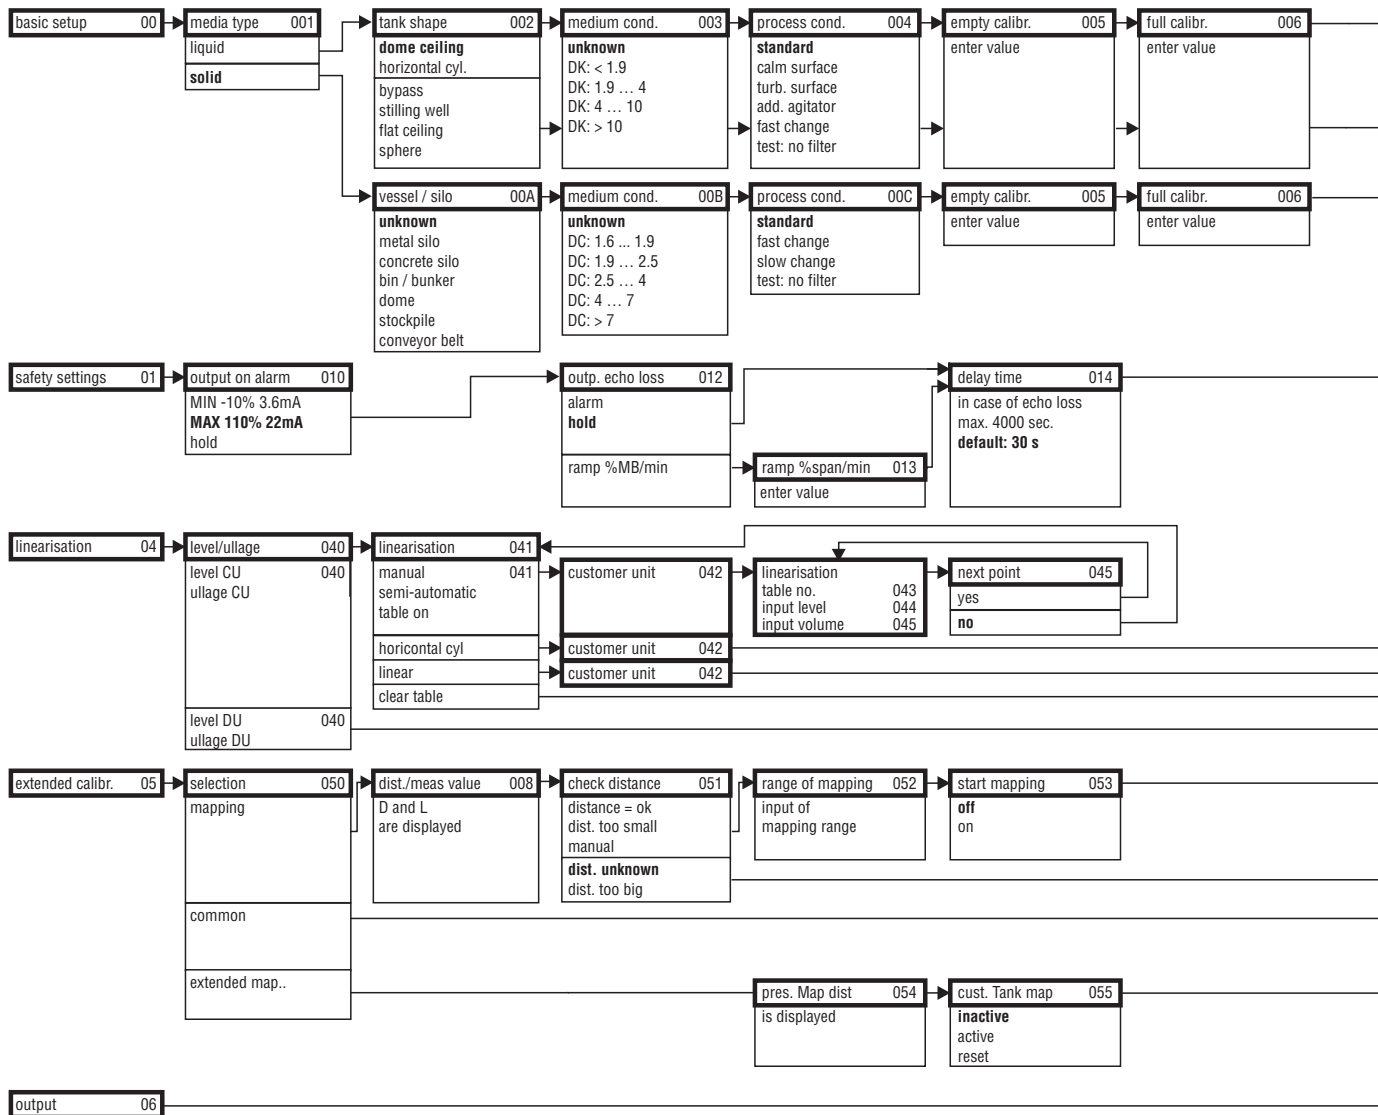 basic setup 00
media type 001
liquid
solid
tank shape 002
dome ceiling
horizontal cyl.
bypass
stilling well
flat ceiling
sphere
medium cond. 003
unknown
DK: < 1.9
DK: 1.9 … 4
DK: 4 … 10
DK: > 10
process cond. 004
standard
calm surface
turb. surface
add. agitator
fast change
test: no filter
empty calibr. 005
enter value
full calibr. 006
enter value
vessel / silo 00A
unknown
metal silo
concrete silo
bin / bunker
dome
stockpile
conveyor belt
medium cond. 00B
unknown
DC: 1.6 ... 1.9
DC: 1.9 … 2.5
DC: 2.5 … 4
DC: 4 … 7
DC: > 7
process cond. 00C
standard
fast change
slow change
test: no filter
empty calibr. 005
enter value
full calibr. 006
enter value
safety settings 01
output on alarm 010
MIN -10% 3.6mA
MAX 110% 22mA
hold
outp. echo loss 012
alarm
hold
ramp %MB/min
ramp %span/min 013
enter value
delay time 014
in case of echo loss
max. 4000 sec.
default: 30 s
linearisation 04
level/ullage 040
level CU 040
ullage CU
level DU 040
ullage DU
linearisation 041
manual 041
semi-automatic
table on
horicontal cyl
linear
clear table
customer unit 042
customer unit 042
customer unit 042
linearisation
table no. 043
input level 044
input volume 045
next point 045
yes
no
extended calibr. 05
selection 050
mapping
common
extended map..
dist./meas value 008
D and L
are displayed
check distance 051
distance = ok
dist. too small
manual
dist. unknown
dist. too big
range of mapping 052
input of
mapping range
start mapping 053
off
on
pres. Map dist 054
is displayed
cust. Tank map 055
inactive
active
reset
output 06